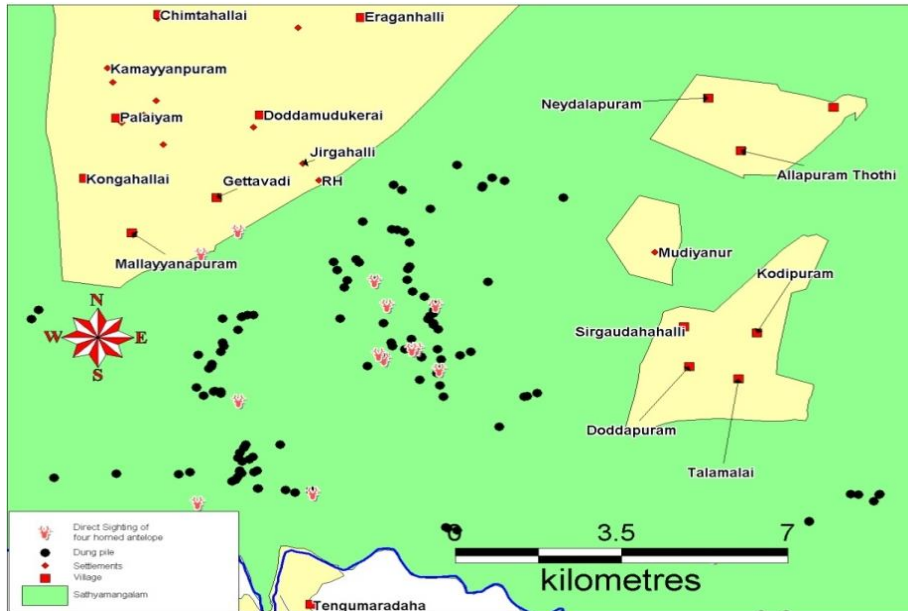 Chimtahallai
Eraganhalli
Kamayyanpuram
Palaiyam
Doddamudukerai
Neydalapuram
Jirgahalli
Kongahallai
Gettavadi
RH
Allapuram Thothi
Mallayyanapuram
Mudiyanur
Kodipuram
N
W E
S
Sirgaudahahalli
Doddapuram
Talamalai
Direct Sighting of
four horned antelope
Dung pile
Settlements
Village
Sathyamangalam
0 3.5 7
kilometres
Tengumaradaha